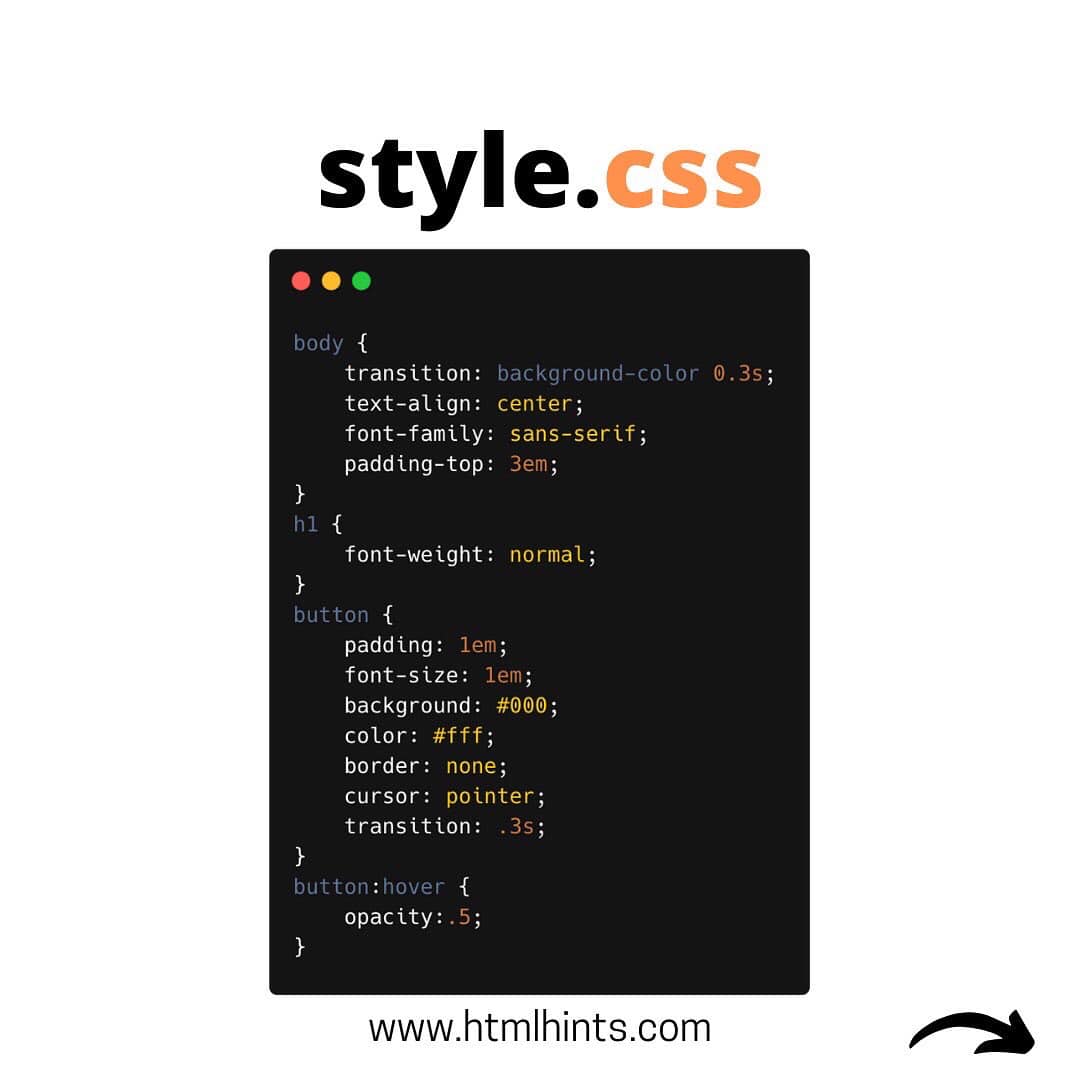 style.css
body {
    transition: background-color 0.3s;
    text-align: center;
    font-family: sans-serif;
    padding-top: 3em;
}
h1 {
    font-weight: normal;
}
button {
    padding: 1em;
    font-size: 1em;
    background: #000;
    color: #fff;
    border: none;
    cursor: pointer;
    transition: .3s;
}
button:hover {
    opacity:.5;
}
www.htmlhints.com